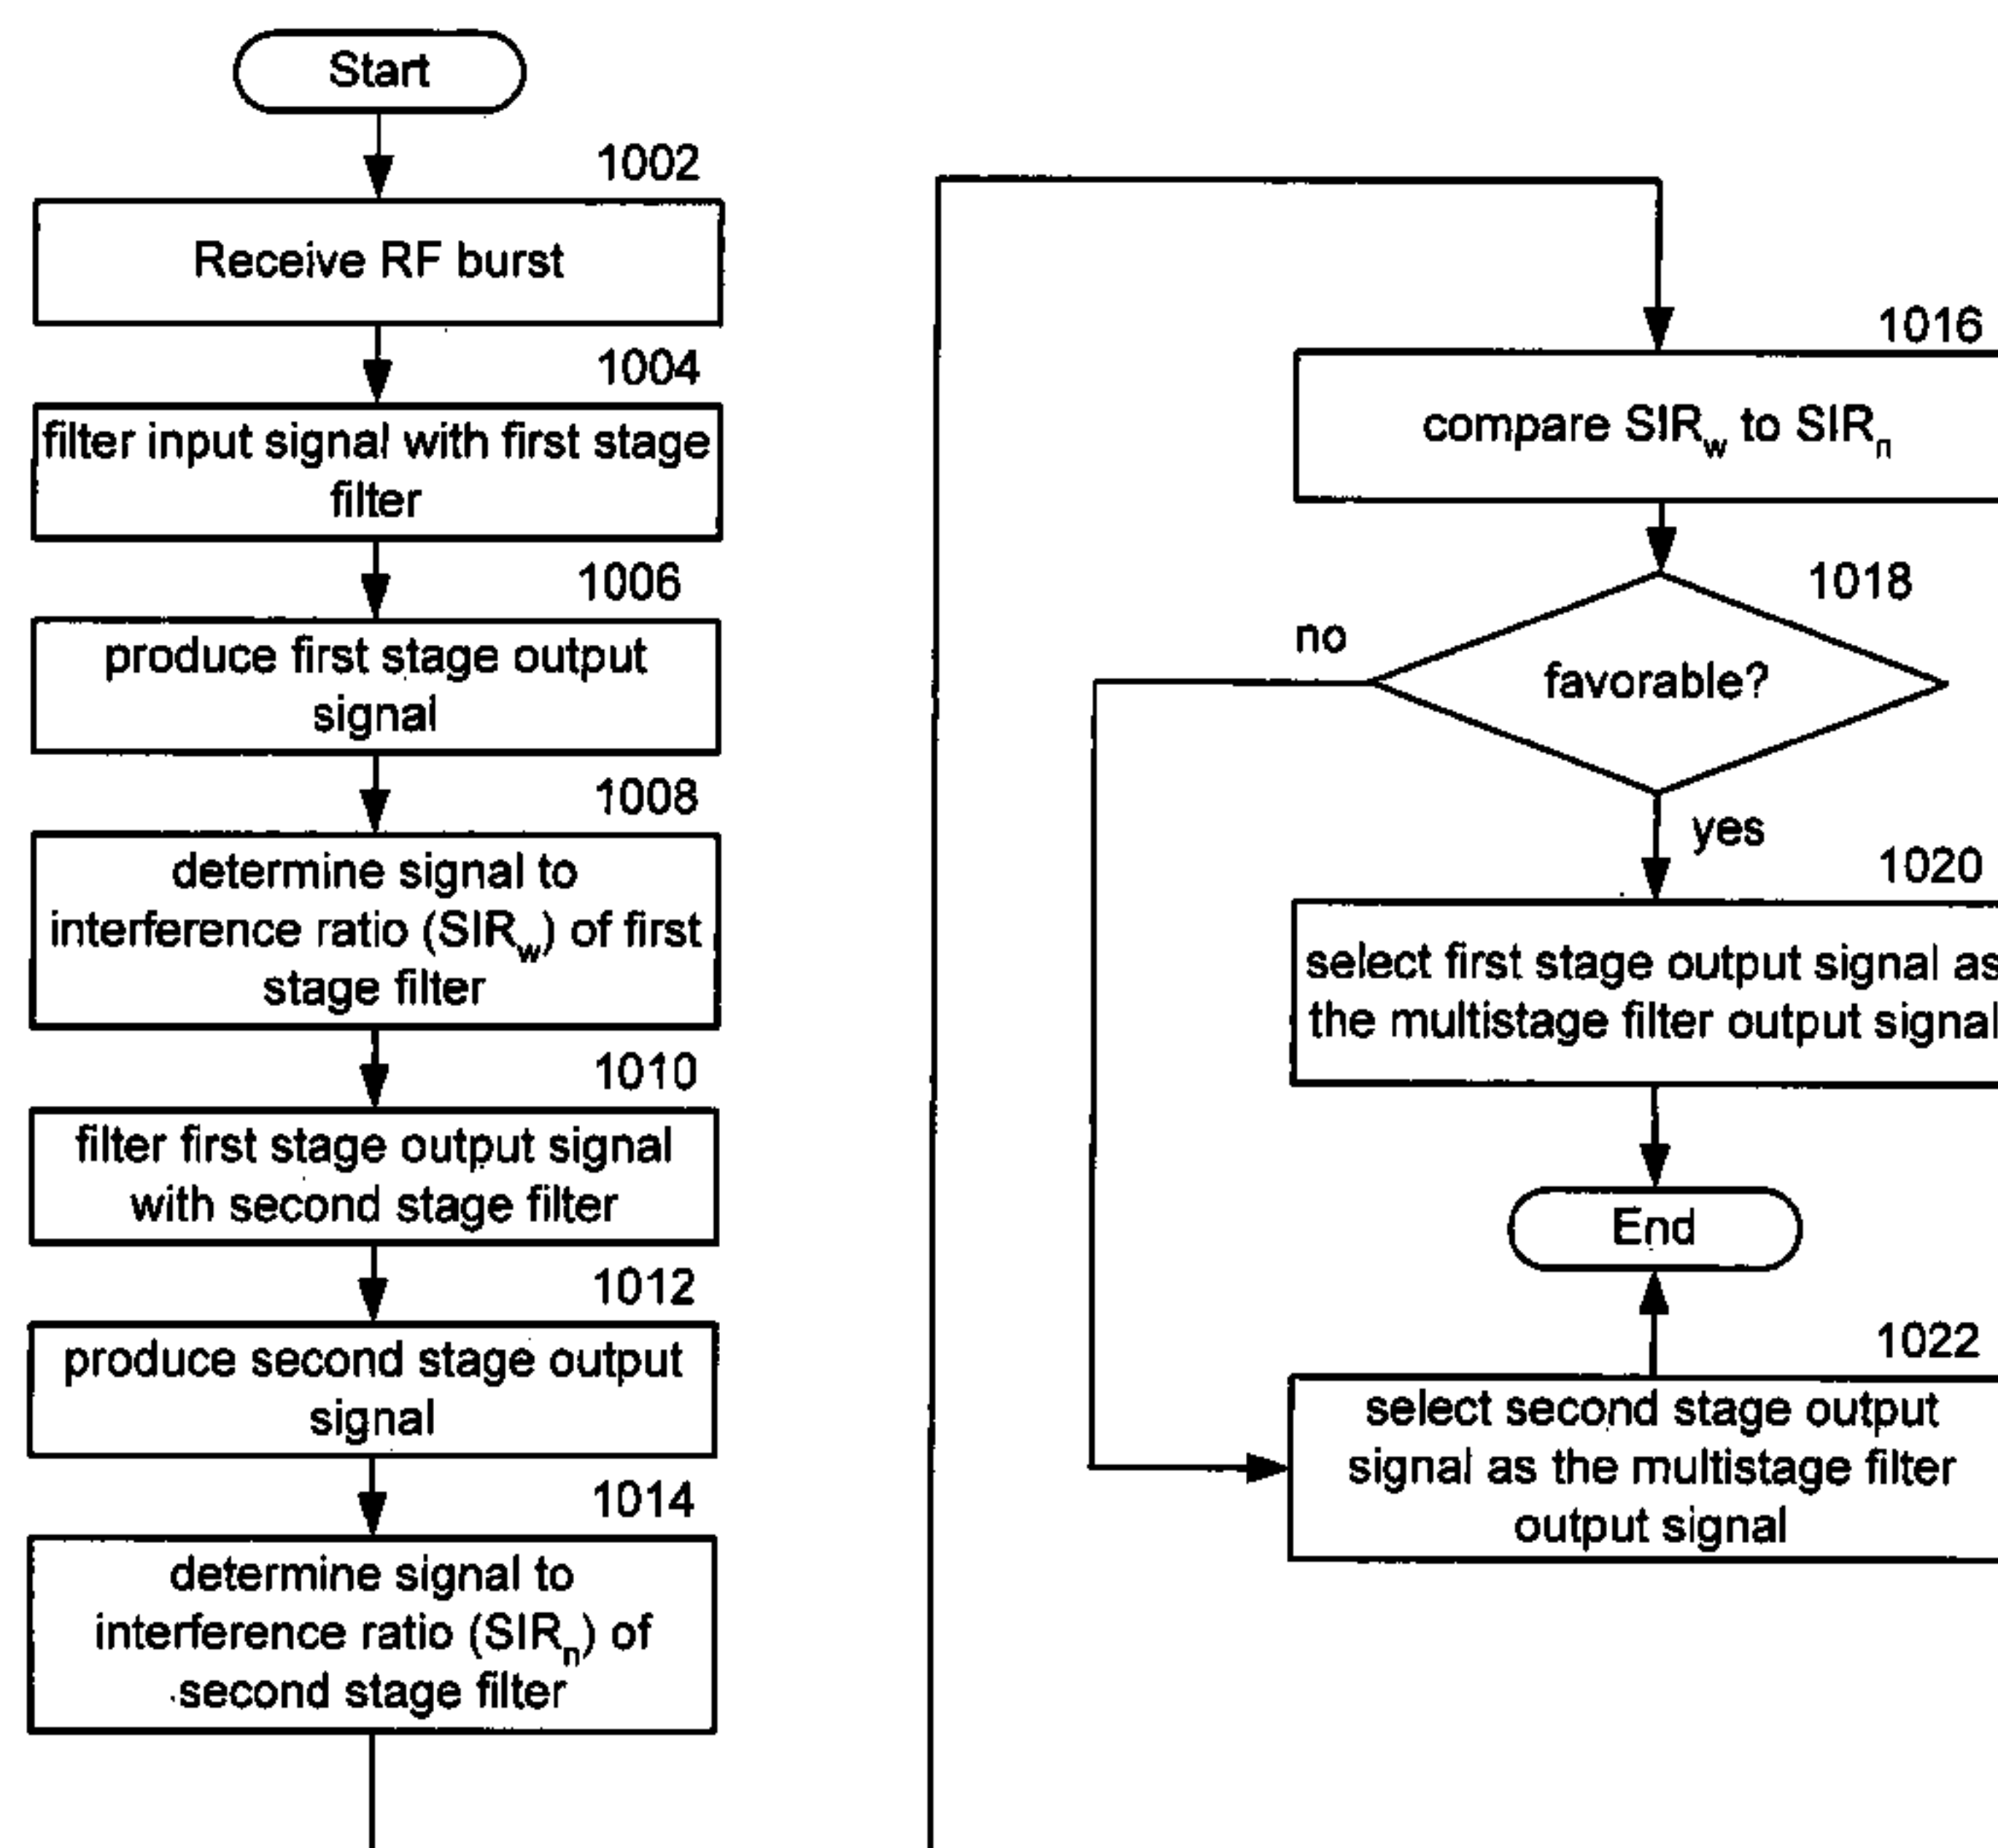 Start
1002
Receive RF burst
1004
filter input signal with first stage
filter
1006
produce first stage output
signal
1008
determine signal to
interference ratio (SIRw) of first
stage filter
1010
filter first stage output signal
with second stage filter
1012
produce second stage output
signal
1014
determine signal to
interference ratio (SIRn) of
second stage filter
1016
compare SIRw to SIRn
1018
no
favorable?
yes
1020
select first stage output signal as
the multistage filter output signal
End
1022
select second stage output
signal as the multistage filter
output signal